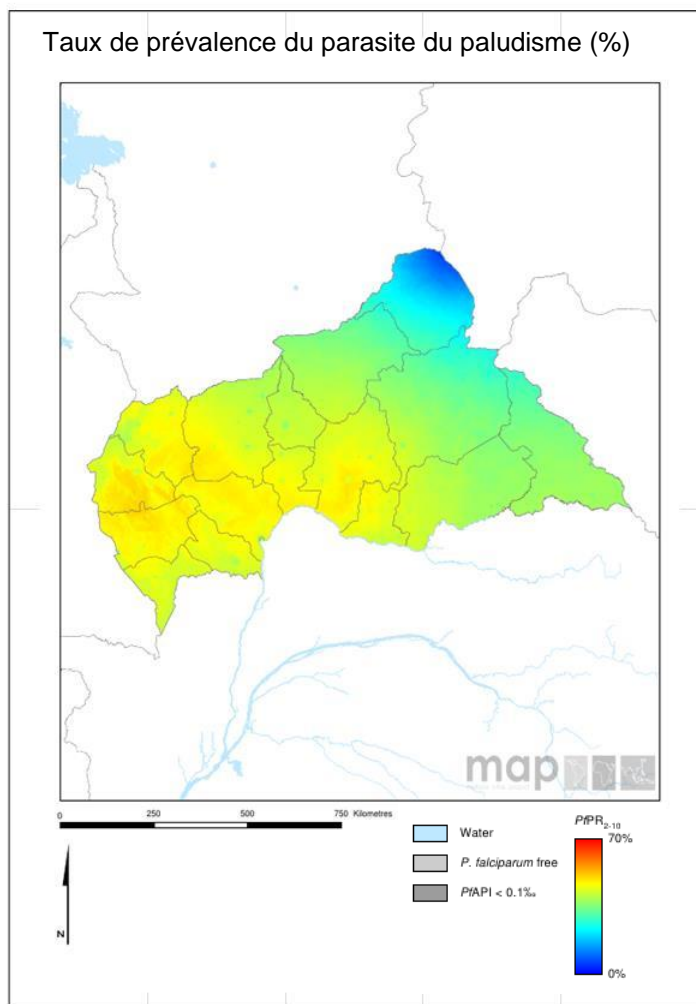 Taux de prévalence du parasite du paludisme (%)
map
0 250 500 750 Kilometres
Water
P. falciparum free
PfAPI < 0.1‰
PfPR2-10
70%
0%
N